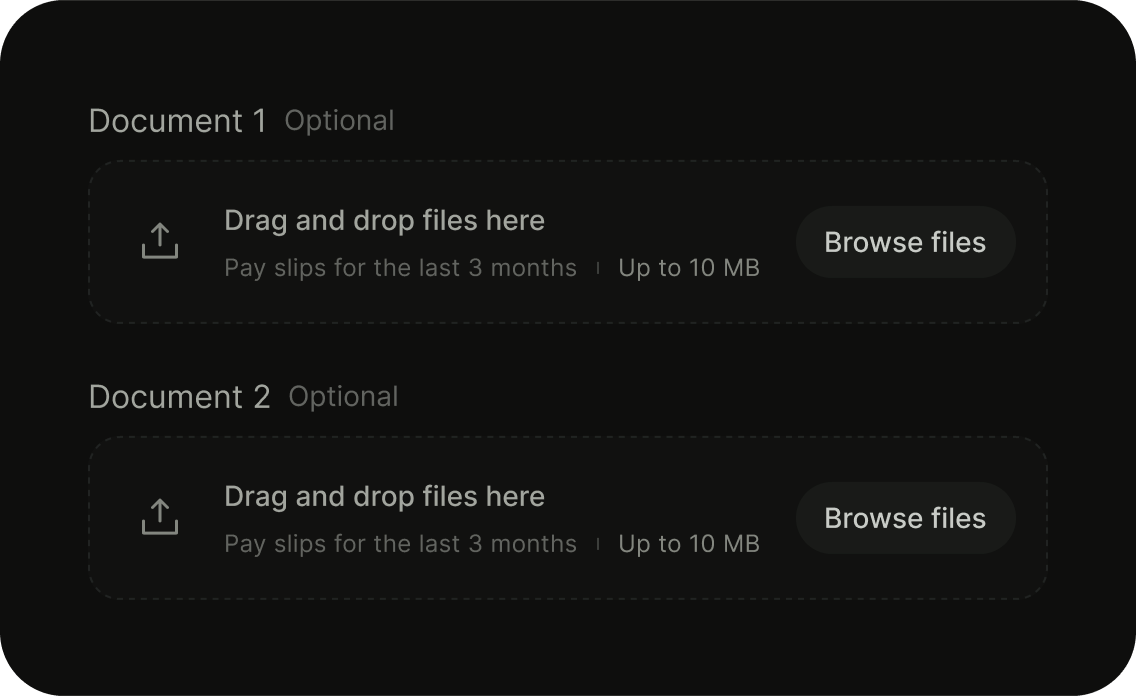 Document 1 Optional
Drag and drop files here
Pay slips for the last 3 months Up to 10 MB
Browse files
Document 2 Optional
Drag and drop files here
Pay slips for the last 3 months Up to 10 MB
Browse files